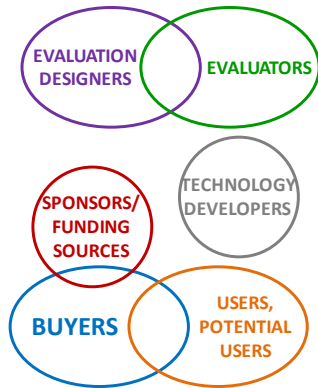 EVALUATION
DESIGNERS
EVALUATORS
TECHNOLOGY
DEVELOPERS
SPONSORS/
FUNDING
SOURCES
BUYERS
USERS,
POTENTIAL
USERS